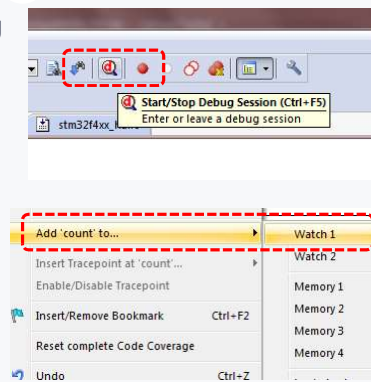 Start/Stop Debug Session (Ctrl+F5)
Enter or leave a debug session
Add 'count' to...
Watch 1
Insert Tracepoint at 'count'...
Watch 2
Enable/Disable Tracepoint
Memory 1
Insert/Remove Bookmark Ctrl+F2
Memory 2
Memory 3
Reset complete Code Coverage
Memory 4
Undo Ctrl+Z